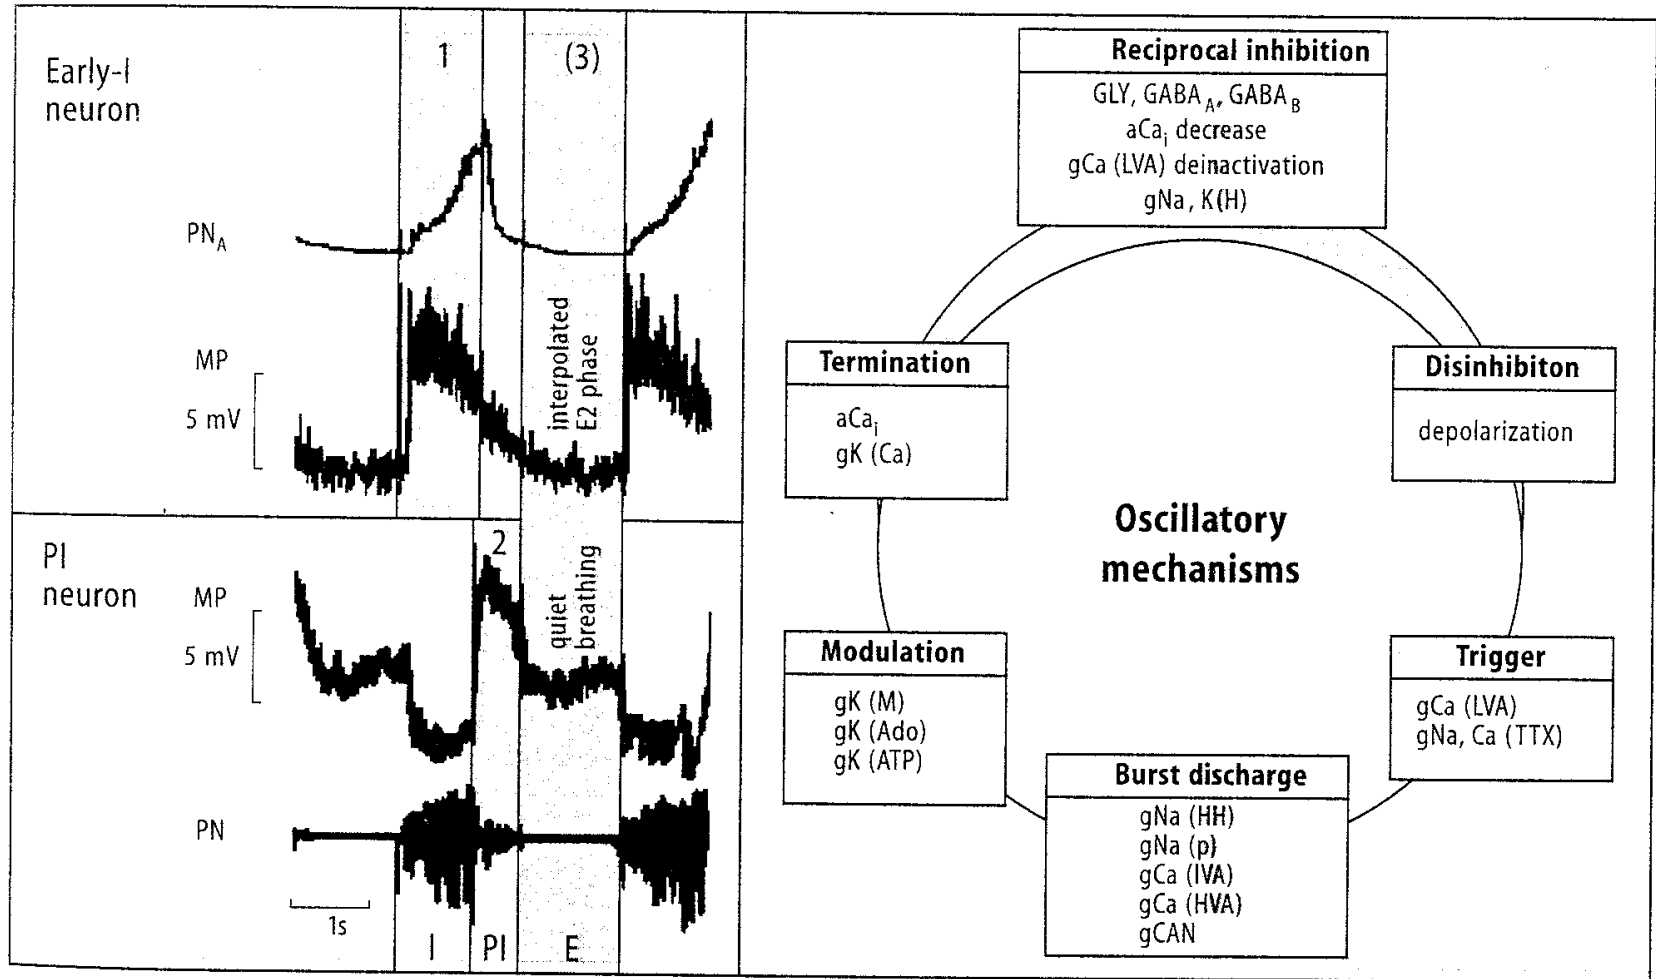 Early-I
neuron
1
(3)
PN_A
MP
5 mV
interpolated
E2 phase
PI
neuron
2
MP
5 mV
quiet
breathing
PN
1s
I
PI
E
Reciprocal inhibition
GLY, GABA_A, GABA_B
aCa_i decrease
gCa (LVA) deinactivation
gNa, K(H)
Termination
aCa_i
gK (Ca)
Disinhibiton
depolarization
Oscillatory
mechanisms
Modulation
gK (M)
gK (Ado)
gK (ATP)
Trigger
gCa (LVA)
gNa, Ca (TTX)
Burst discharge
gNa (HH)
gNa (p)
gCa (IVA)
gCa (HVA)
gCAN